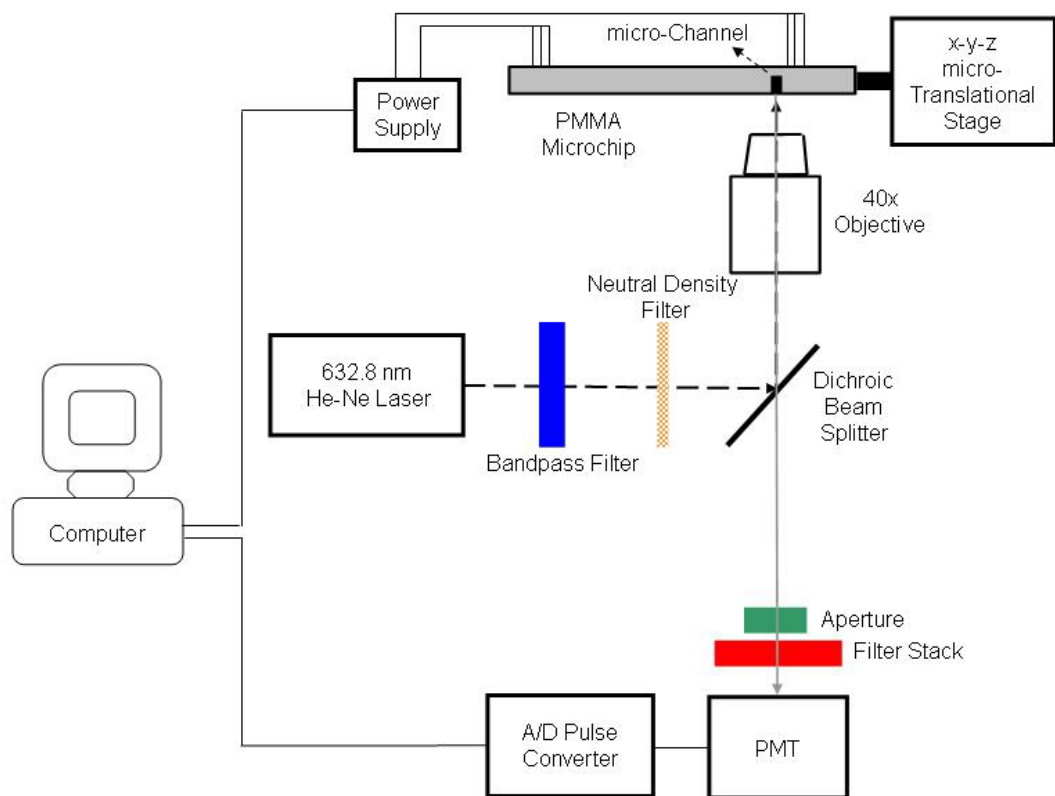 micro-Channel
x-y-z
micro-
Translational
Stage
Power
Supply
PMMA
Microchip
40x
Objective
Neutral Density
Filter
632.8 nm
He-Ne Laser
Dichroic
Beam
Splitter
Bandpass Filter
Computer
Aperture
Filter Stack
A/D Pulse
Converter
PMT